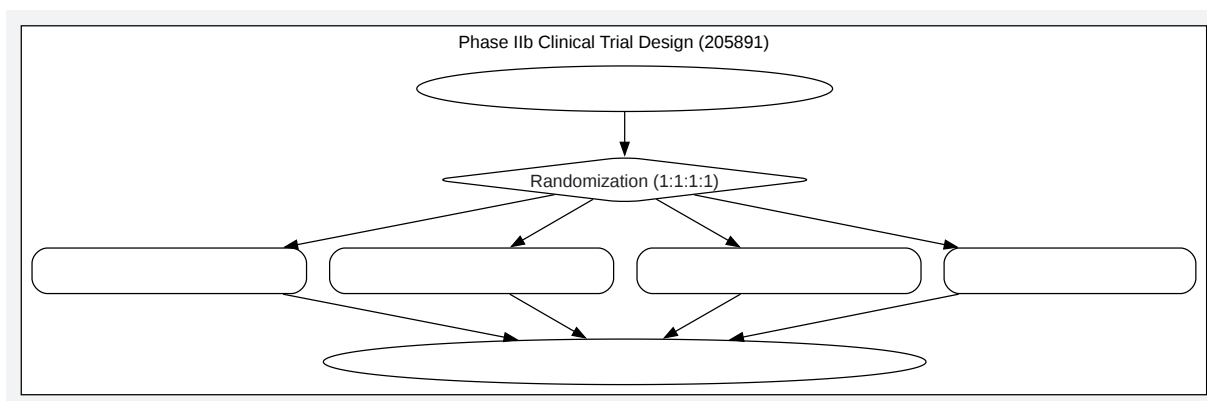 Phase IIb Clinical Trial Design (205891)
Randomization (1:1:1:1)